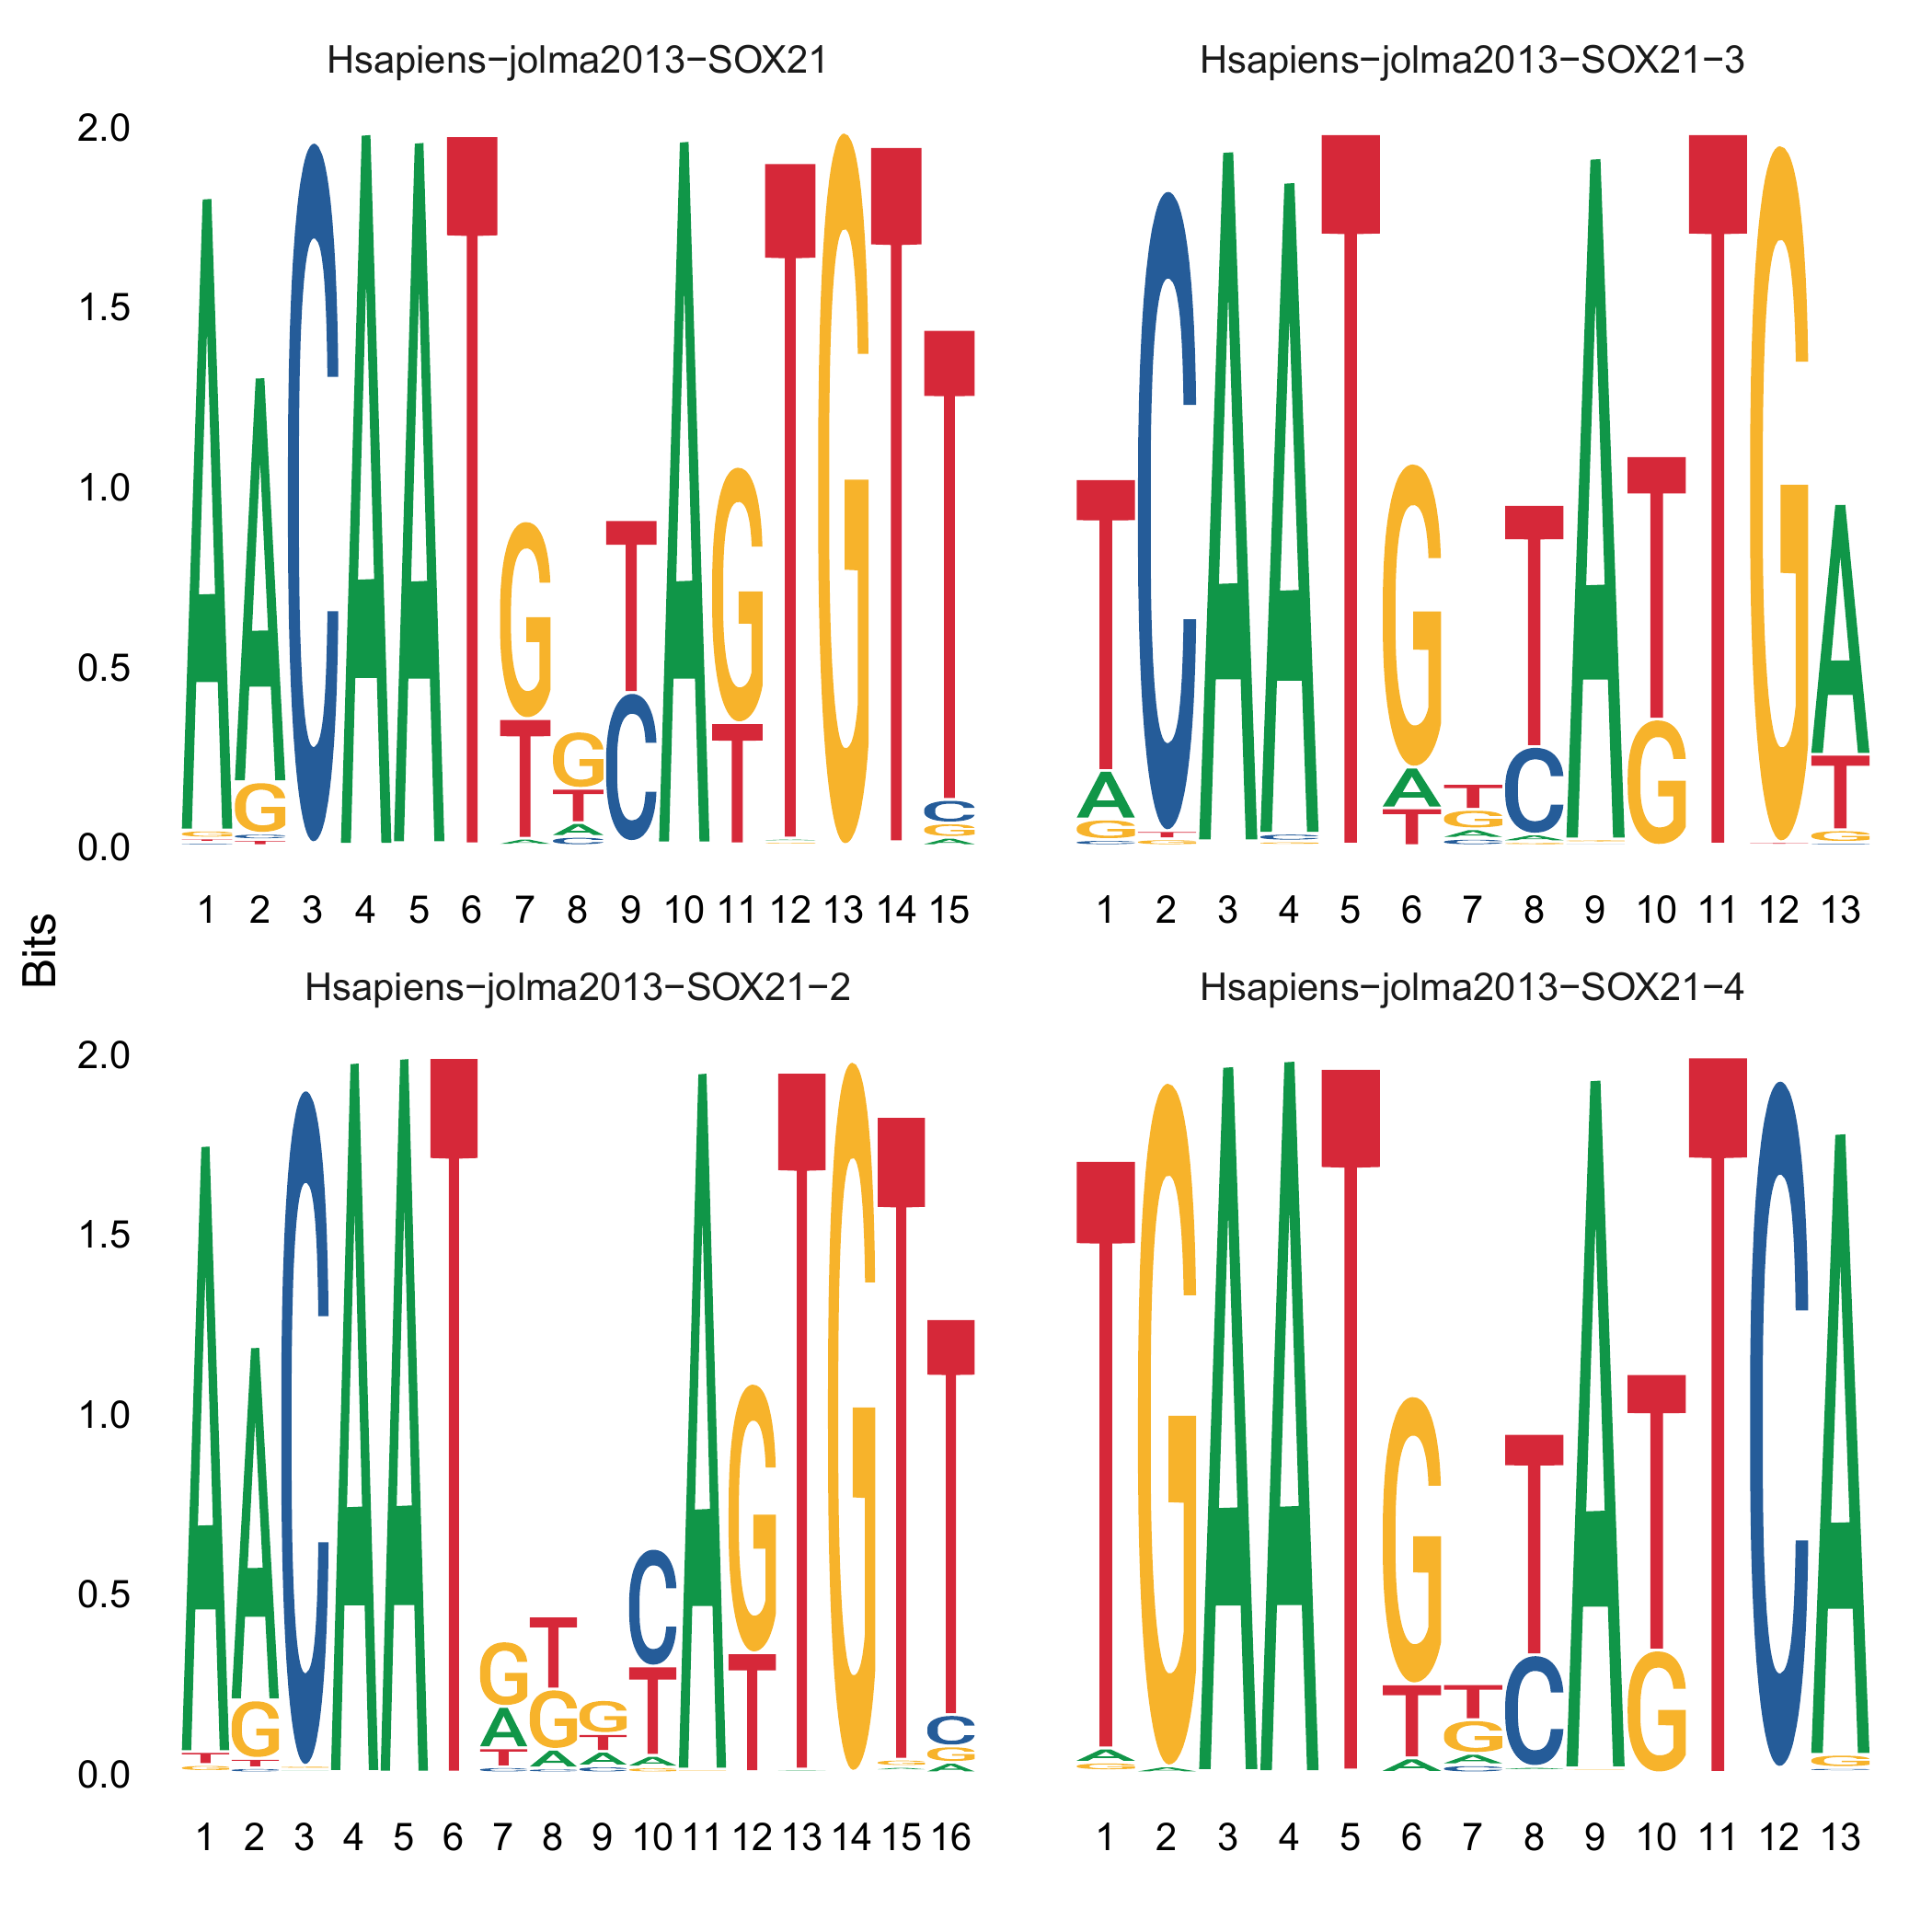 Hsapiens−jolma2013−SOX21
Hsapiens−jolma2013−SOX21−3
2.0
1.5
1.0
0.5
0.0
A A C A A T G G T A G T G T T
G G T T C T C
C T A G
T C A A A
T C A A T G T T A T T G A
A T A G C G T
G G T A A G
C G C
1 2 3 4 5 6 7 8 9 10 11 12 13 14 15
1 2 3 4 5 6 7 8 9 10 11 12 13
Bits
Hsapiens−jolma2013−SOX21−2
Hsapiens−jolma2013−SOX21−4
2.0
1.5
1.0
0.5
0.0
A A C A A T G T G C A G T G T T
T G A G T T T C
G T T A A A G
C C C C G A
T G A A T G T T A T T C A
A A T G C G G
G A A
C
1 2 3 4 5 6 7 8 9 10 11 12 13 14 15 16
1 2 3 4 5 6 7 8 9 10 11 12 13